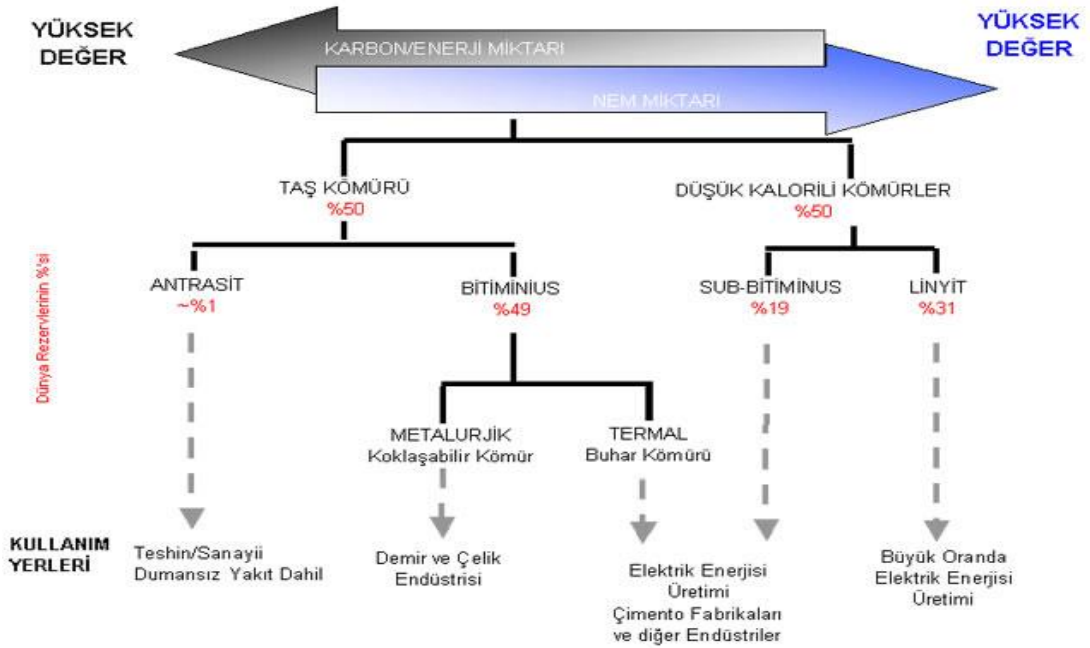 YÜKSEK
DEĞER
YÜKSEK
DEĞER
KARBON/ENERJİ MİKTARI
NEM MİKTARI
TAŞ KÖMÜRÜ
%50
DÜŞÜK KALORİLİ KÖMÜRLER
%50
Dünya Rezervlerinin %'si
ANTRASİT
~%1
BİTİMİNIUS
%49
SUB-BİTİMİNUS
%19
LİNYİT
%31
METALURJİK
Koklaşabilir Kömür
TERMAL
Buhar Kömürü
KULLANIM
YERLERİ
Teshin/Sanayii
Dumansız Yakıt Dahil
Demir ve Çelik
Endüstrisi
Elektrik Enerjisi
Üretimi
Çimento Fabrikaları
ve diğer Endüstriler
Büyük Oranda
Elektrik Enerjisi
Üretimi